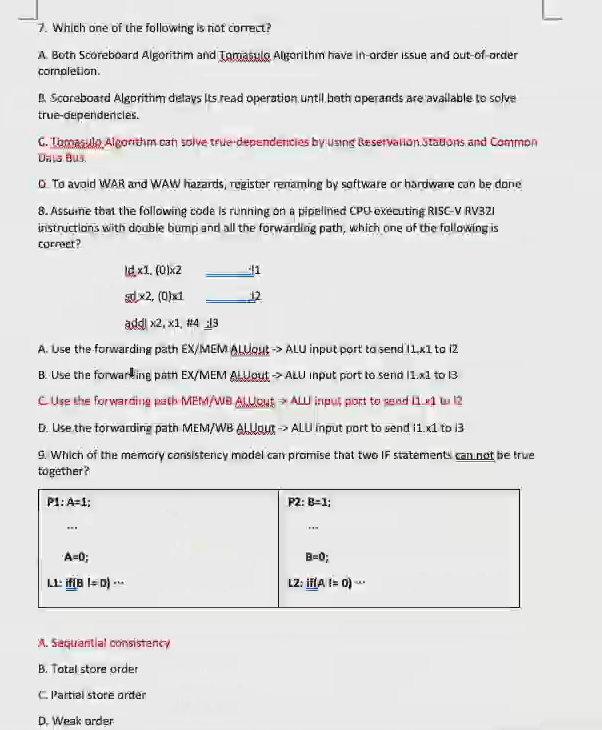 7. Which one of the following is not correct?
A. Both Scoreboard Algorithm and Tomasulo Algorithm have in-order issue and out-of-order
completion.
B. Scoreboard Algorithm delays its read operation until both operands are available to solve
true-dependencies.
C. Tomasulo Algorithm can solve true-dependencies by using Reservation Stations and Common
Data Bus.
D. To avoid WAR and WAW hazards, register renaming by software or hardware can be done
8. Assume that the following code is running on a pipelined CPU executing RISC-V RV32I
instructions with double bump and all the forwarding path, which one of the following is
correct?
ld x1, (0)x2 ;I1
sd x2, (0)x1 ;I2
addi x2, x1, #4 ;I3
A. Use the forwarding path EX/MEM ALUout -> ALU input port to send I1.x1 to I2
B. Use the forwarding path EX/MEM ALUout -> ALU input port to send I1.x1 to I3
C. Use the forwarding path MEM/WB ALUout -> ALU input port to send I1.x1 to I2
D. Use the forwarding path MEM/WB ALUout -> ALU input port to send I1.x1 to I3
9. Which of the memory consistency model can promise that two IF statements can not be true
together?
P1: A=1; P2: B=1;
... ...
A=0; B=0;
L1: if(B != 0) ... L2: if(A != 0) ...
A. Sequantial consistency
B. Total store order
C. Partial store order
D. Weak order